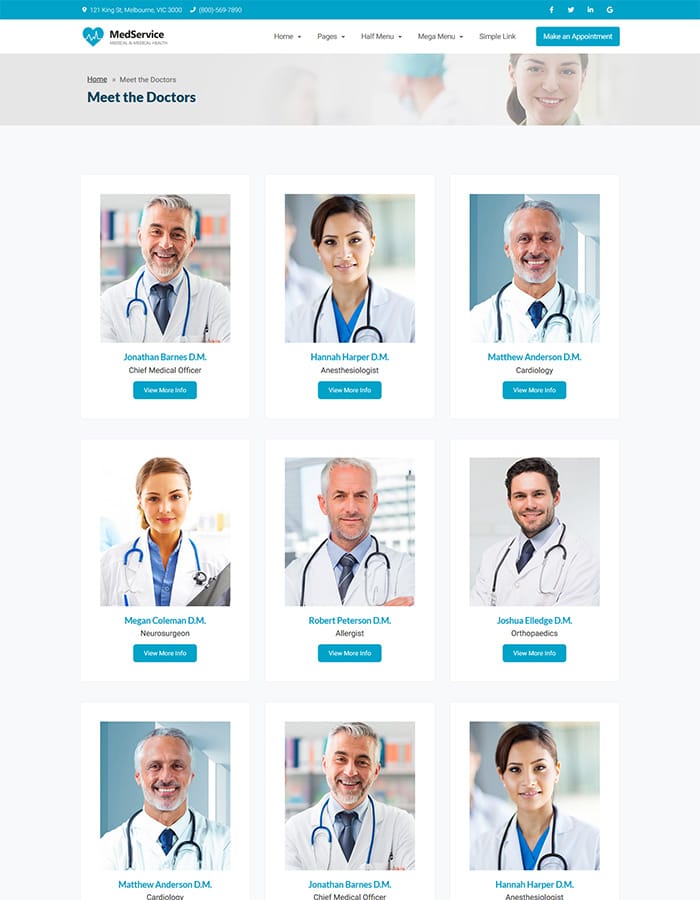 121 King St, Melbourne, VIC 3000 (800)-569-7890
MedService
MEDICAL & MEDICAL HEALTH
Home Pages Half Menu Mega Menu Simple Link Make an Appointment
Home » Meet the Doctors
Meet the Doctors
Jonathan Barnes D.M. Hannah Harper D.M. Matthew Anderson D.M.
Chief Medical Officer Anesthesiologist Cardiology
View More Info View More Info View More Info
Megan Coleman D.M. Robert Peterson D.M. Joshua Elledge D.M.
Neurosurgeon Allergist Orthopaedics
View More Info View More Info View More Info
Matthew Anderson D.M. Jonathan Barnes D.M. Hannah Harper D.M.
Cardiology Chief Medical Officer Anesthesiologist